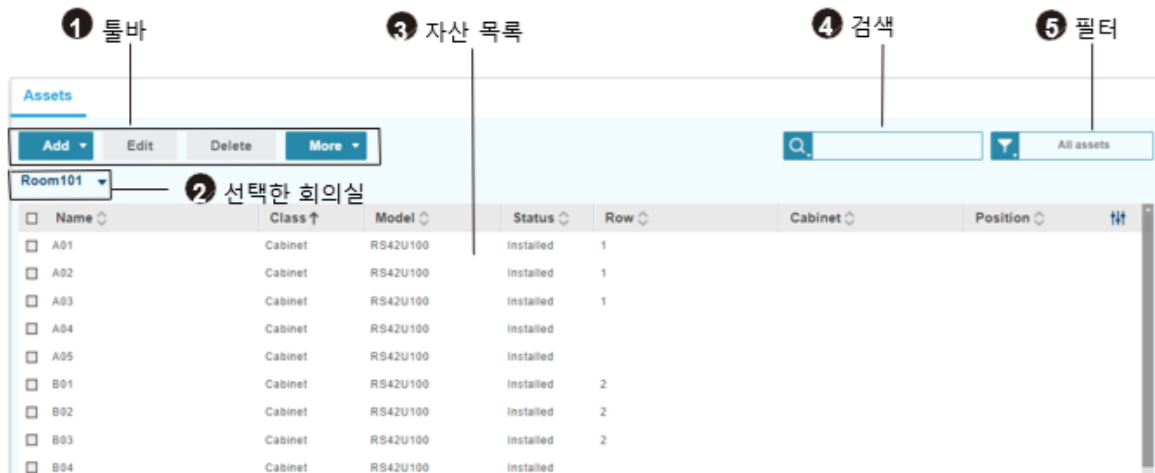 1 툴바
3 자산 목록
4 검색
5 필터
Assets
Add Edit Delete More
All assets
Room101
2 선택한 회의실
Name Class Model Status Row Cabinet Position
A01 Cabinet RS42U100 Installed 1
A02 Cabinet RS42U100 Installed 1
A03 Cabinet RS42U100 Installed 1
A04 Cabinet RS42U100 Installed
A05 Cabinet RS42U100 Installed
B01 Cabinet RS42U100 Installed 2
B02 Cabinet RS42U100 Installed 2
B03 Cabinet RS42U100 Installed 2
B04 Cabinet RS42U100 Installed